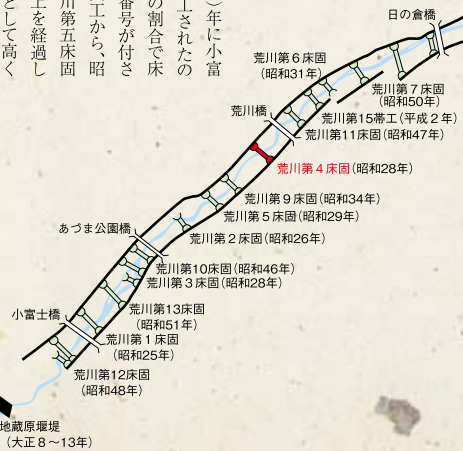 ）年に小富
工されたの
の割合で床
番号が付さ
工から、昭
川第五床固
上を経過し
として高く
日の倉橋
荒川第６床固
（昭和31年）
荒川第７床固
（昭和50年）
荒川橋
荒川第15帯工（平成２年）
荒川第11床固（昭和47年）
荒川第４床固（昭和28年）
荒川第９床固（昭和34年）
荒川第５床固（昭和29年）
あづま公園橋
荒川第２床固（昭和26年）
荒川第10床固（昭和46年）
荒川第３床固（昭和28年）
荒川第13床固
（昭和51年）
小富士橋
荒川第１床固
（昭和25年）
荒川第12床固
（昭和48年）
地蔵原堰堤
（大正８～13年）